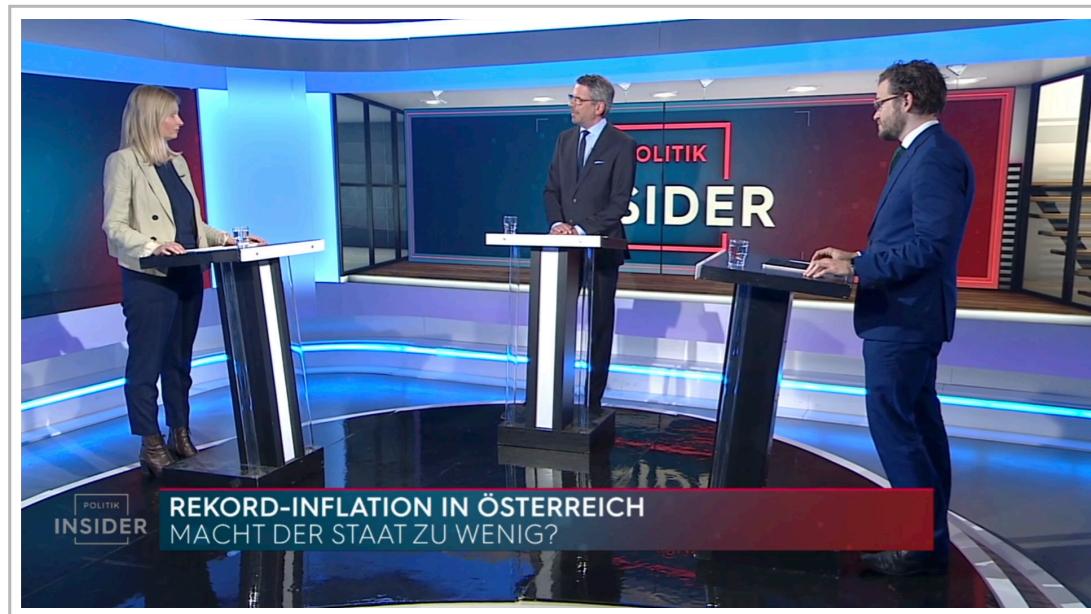 POLITIK
INSIDER
POLITIK
INSIDER
REKORD-INFLATION IN ÖSTERREICH
MACHT DER STAAT ZU WENIG?